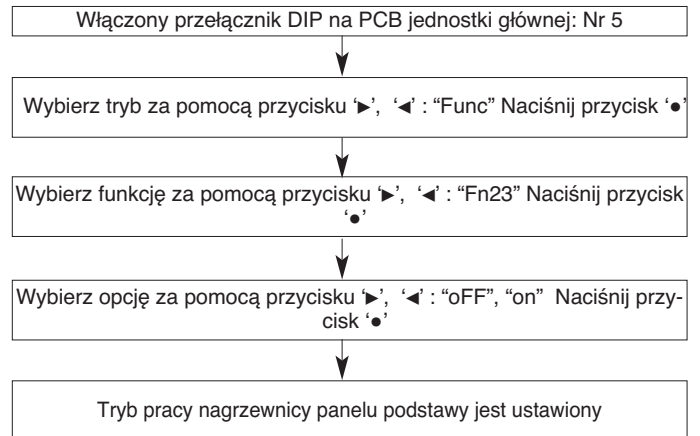 Włączony przełącznik DIP na PCB jednostki głównej: Nr 5
Wybierz tryb za pomocą przycisku ‘►’, ‘◄’ : “Func” Naciśnij przycisk ‘●’
Wybierz funkcję za pomocą przycisku ‘►’, ‘◄’ : “Fn23” Naciśnij przycisk
‘●’
Wybierz opcję za pomocą przycisku ‘►’, ‘◄’ : “oFF”, “on” Naciśnij przy-
cisk ‘●’
Tryb pracy nagrzewnicy panelu podstawy jest ustawiony